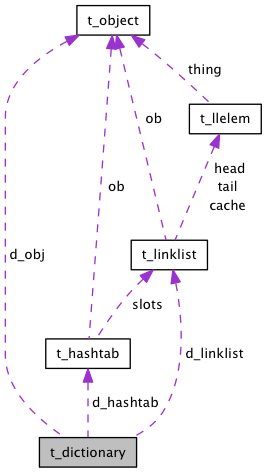 t_object
thing
t_llelem
ob
ob
head
tail
cache
d_obj
t_linklist
slots
t_hashtab
d_linklist
d_hashtab
t_dictionary